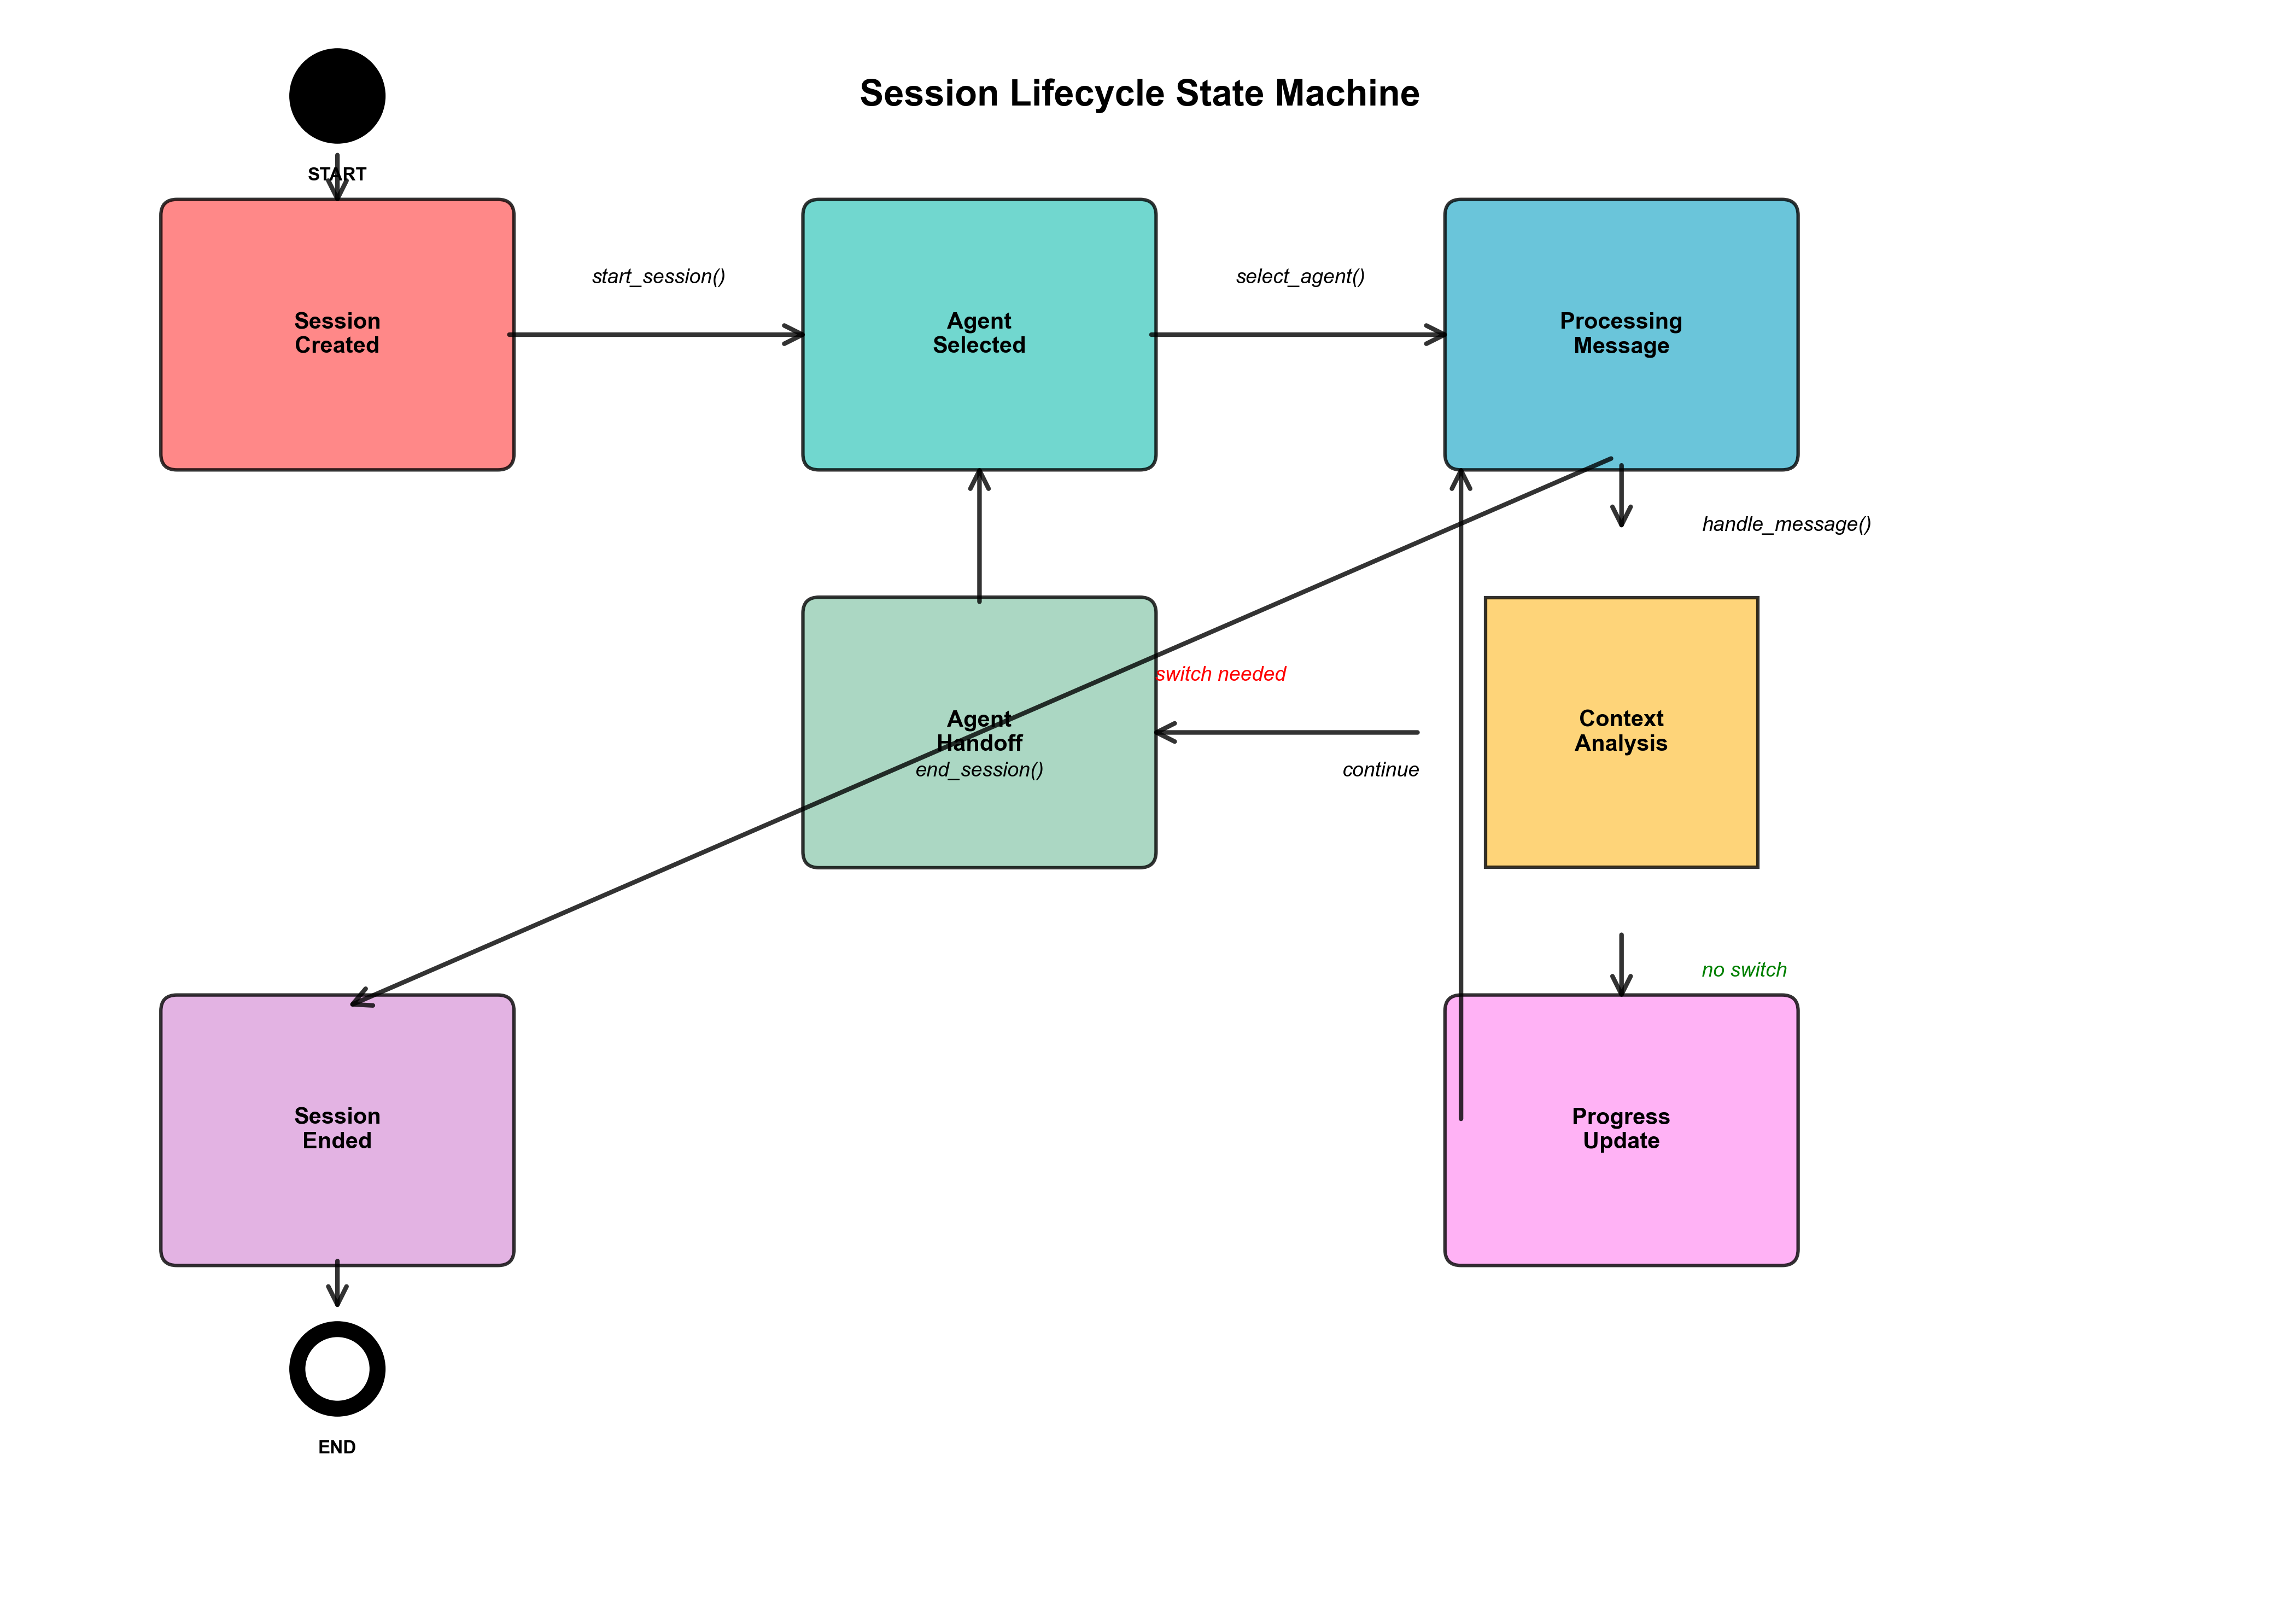 Session Lifecycle State Machine
START
Session
Created
start_session()
Agent
Selected
select_agent()
Processing
Message
handle_message()
switch needed
Agent
Handoff
end_session()
continue
Context
Analysis
no switch
Session
Ended
Progress
Update
END